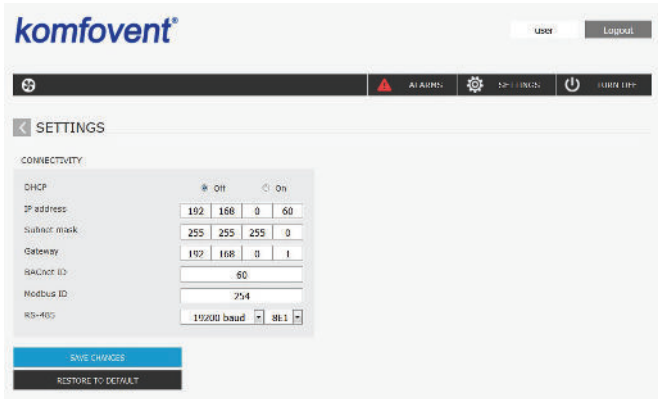 komfovent®
user Logout
ALARMS SETTINGS TURN OFF
SETTINGS
CONNECTIVITY
DHCP Off On
IP address 192 168 0 60
Subnet mask 255 255 255 0
Gateway 192 168 0 1
BACnet ID 60
Modbus ID 254
RS-485 19200 baud 8E1
SAVE CHANGES
RESTORE TO DEFAULT